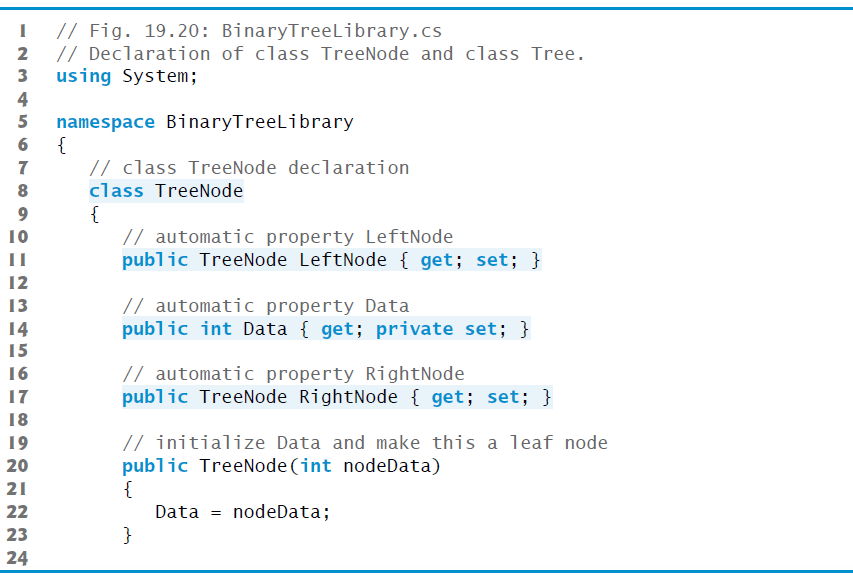 1 // Fig. 19.20: BinaryTreeLibrary.cs
2 // Declaration of class TreeNode and class Tree.
3 using System;
4
5 namespace BinaryTreeLibrary
6 {
7 // class TreeNode declaration
8 class TreeNode
9 {
10 // automatic property LeftNode
11 public TreeNode LeftNode { get; set; }
12
13 // automatic property Data
14 public int Data { get; private set; }
15
16 // automatic property RightNode
17 public TreeNode RightNode { get; set; }
18
19 // initialize Data and make this a leaf node
20 public TreeNode(int nodeData)
21 {
22 Data = nodeData;
23 }
24